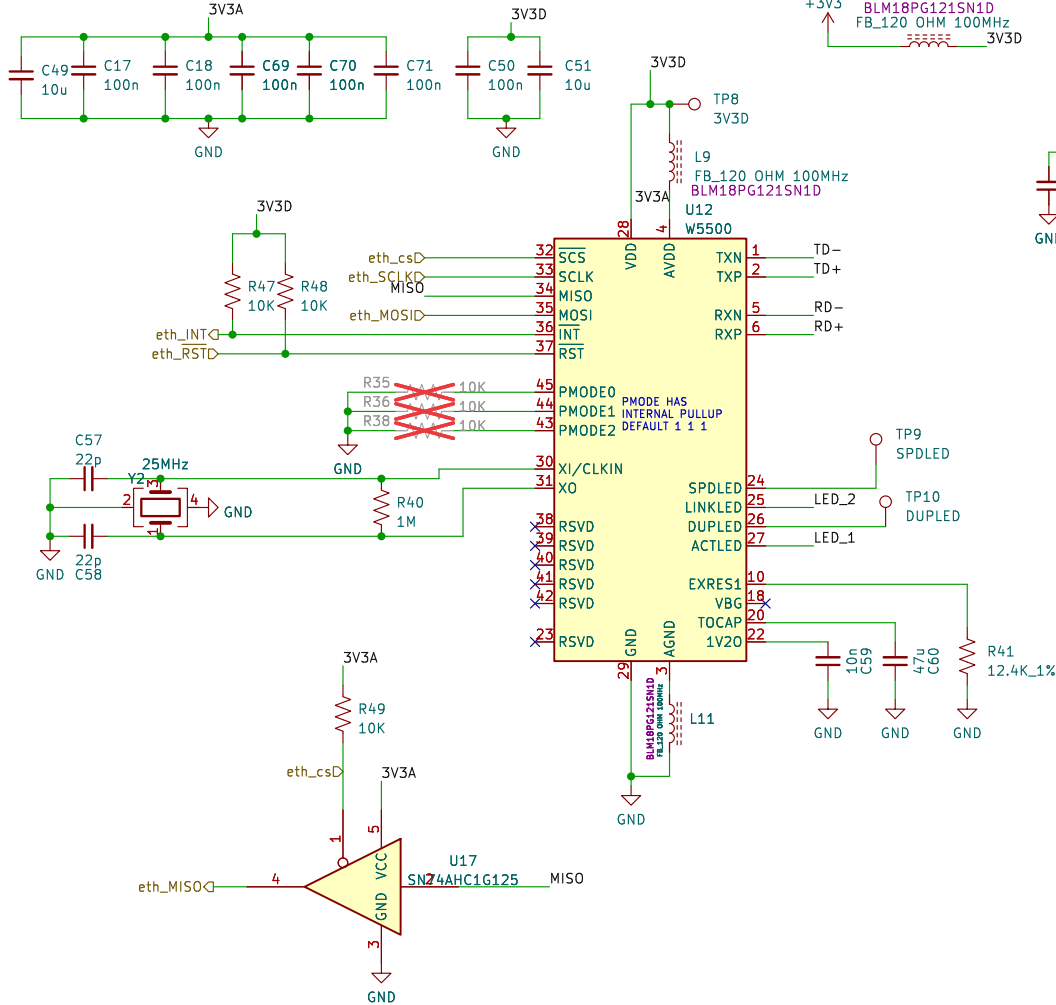 3V3A
C49
10u
C17
100n
C18
100n
C69
100n
C70
100n
C71
100n
3V3D
C50
100n
C51
10u
GND
GND
+3V3
BLM18PG121SN1D
FB_120 OHM 100MHz
3V3D
3V3D
TP8
3V3D
L9
FB_120 OHM 100MHz
BLM18PG121SN1D
3V3A
U12
W5500
28
4
VDD
AVDD
3V3D
R47
10K
R48
10K
eth_cs
eth_SCLK
MISO
eth_MOSI
eth_INT
eth_RST
32 SCS
33 SCLK
34 MISO
35 MOSI
36 INT
37 RST
TXN 1 TD-
TXP 2 TD+
RXN 5 RD-
RXP 6 RD+
R35 10K
R36 10K
R38 10K
GND
45 PMODE0
44 PMODE1
43 PMODE2
PMODE HAS
INTERNAL PULLUP
DEFAULT 1 1 1
C57
22p
25MHz
Y2
3
2
4
1
GND
22p
C58
GND
R40
1M
30 XI/CLKIN
31 XO
38 RSVD
39 RSVD
40 RSVD
41 RSVD
42 RSVD
23 RSVD
TP9
SPDLED
TP10
DUPLED
SPDLED 24
LINKLED 25 LED_2
DUPLED 26
ACTLED 27 LED_1
EXRES1 10
VBG 18
TOCAP 20
1V2O 22
GND
AGND
29
3
10n
C59
47u
C60
R41
12.4K_1%
GND
GND
GND
BLM18PG121SN1D
FB_120 OHM 100MHz
L11
GND
3V3A
R49
10K
eth_cs
3V3A
1
5
VCC
GND
U17
SN74AHC1G125
eth_MISO
4
2
MISO
3
GND